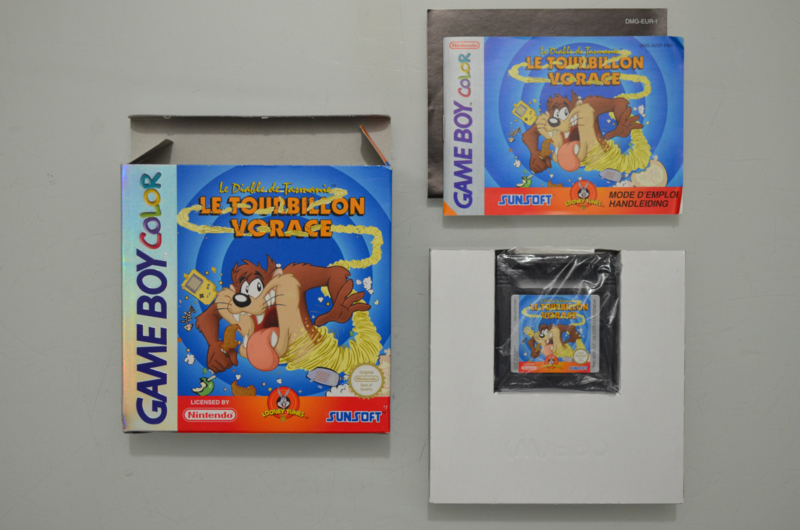 GAME BOY COLOR
Le Diable de Tasmanie
LE TOURBILLON
VORACE
LICENSED BY
Nintendo
LOONEY TUNES
SUNSOFT
Original
Nintendo
DMG-EUR-1
Nintendo
GAME BOY COLOR
Le Diable de Tasmanie
LE TOURBILLON
VORACE
SUNSOFT
LOONEY TUNES
MODE D'EMPLOI
HANDLEIDING
LE TOURBILLON
VORACE